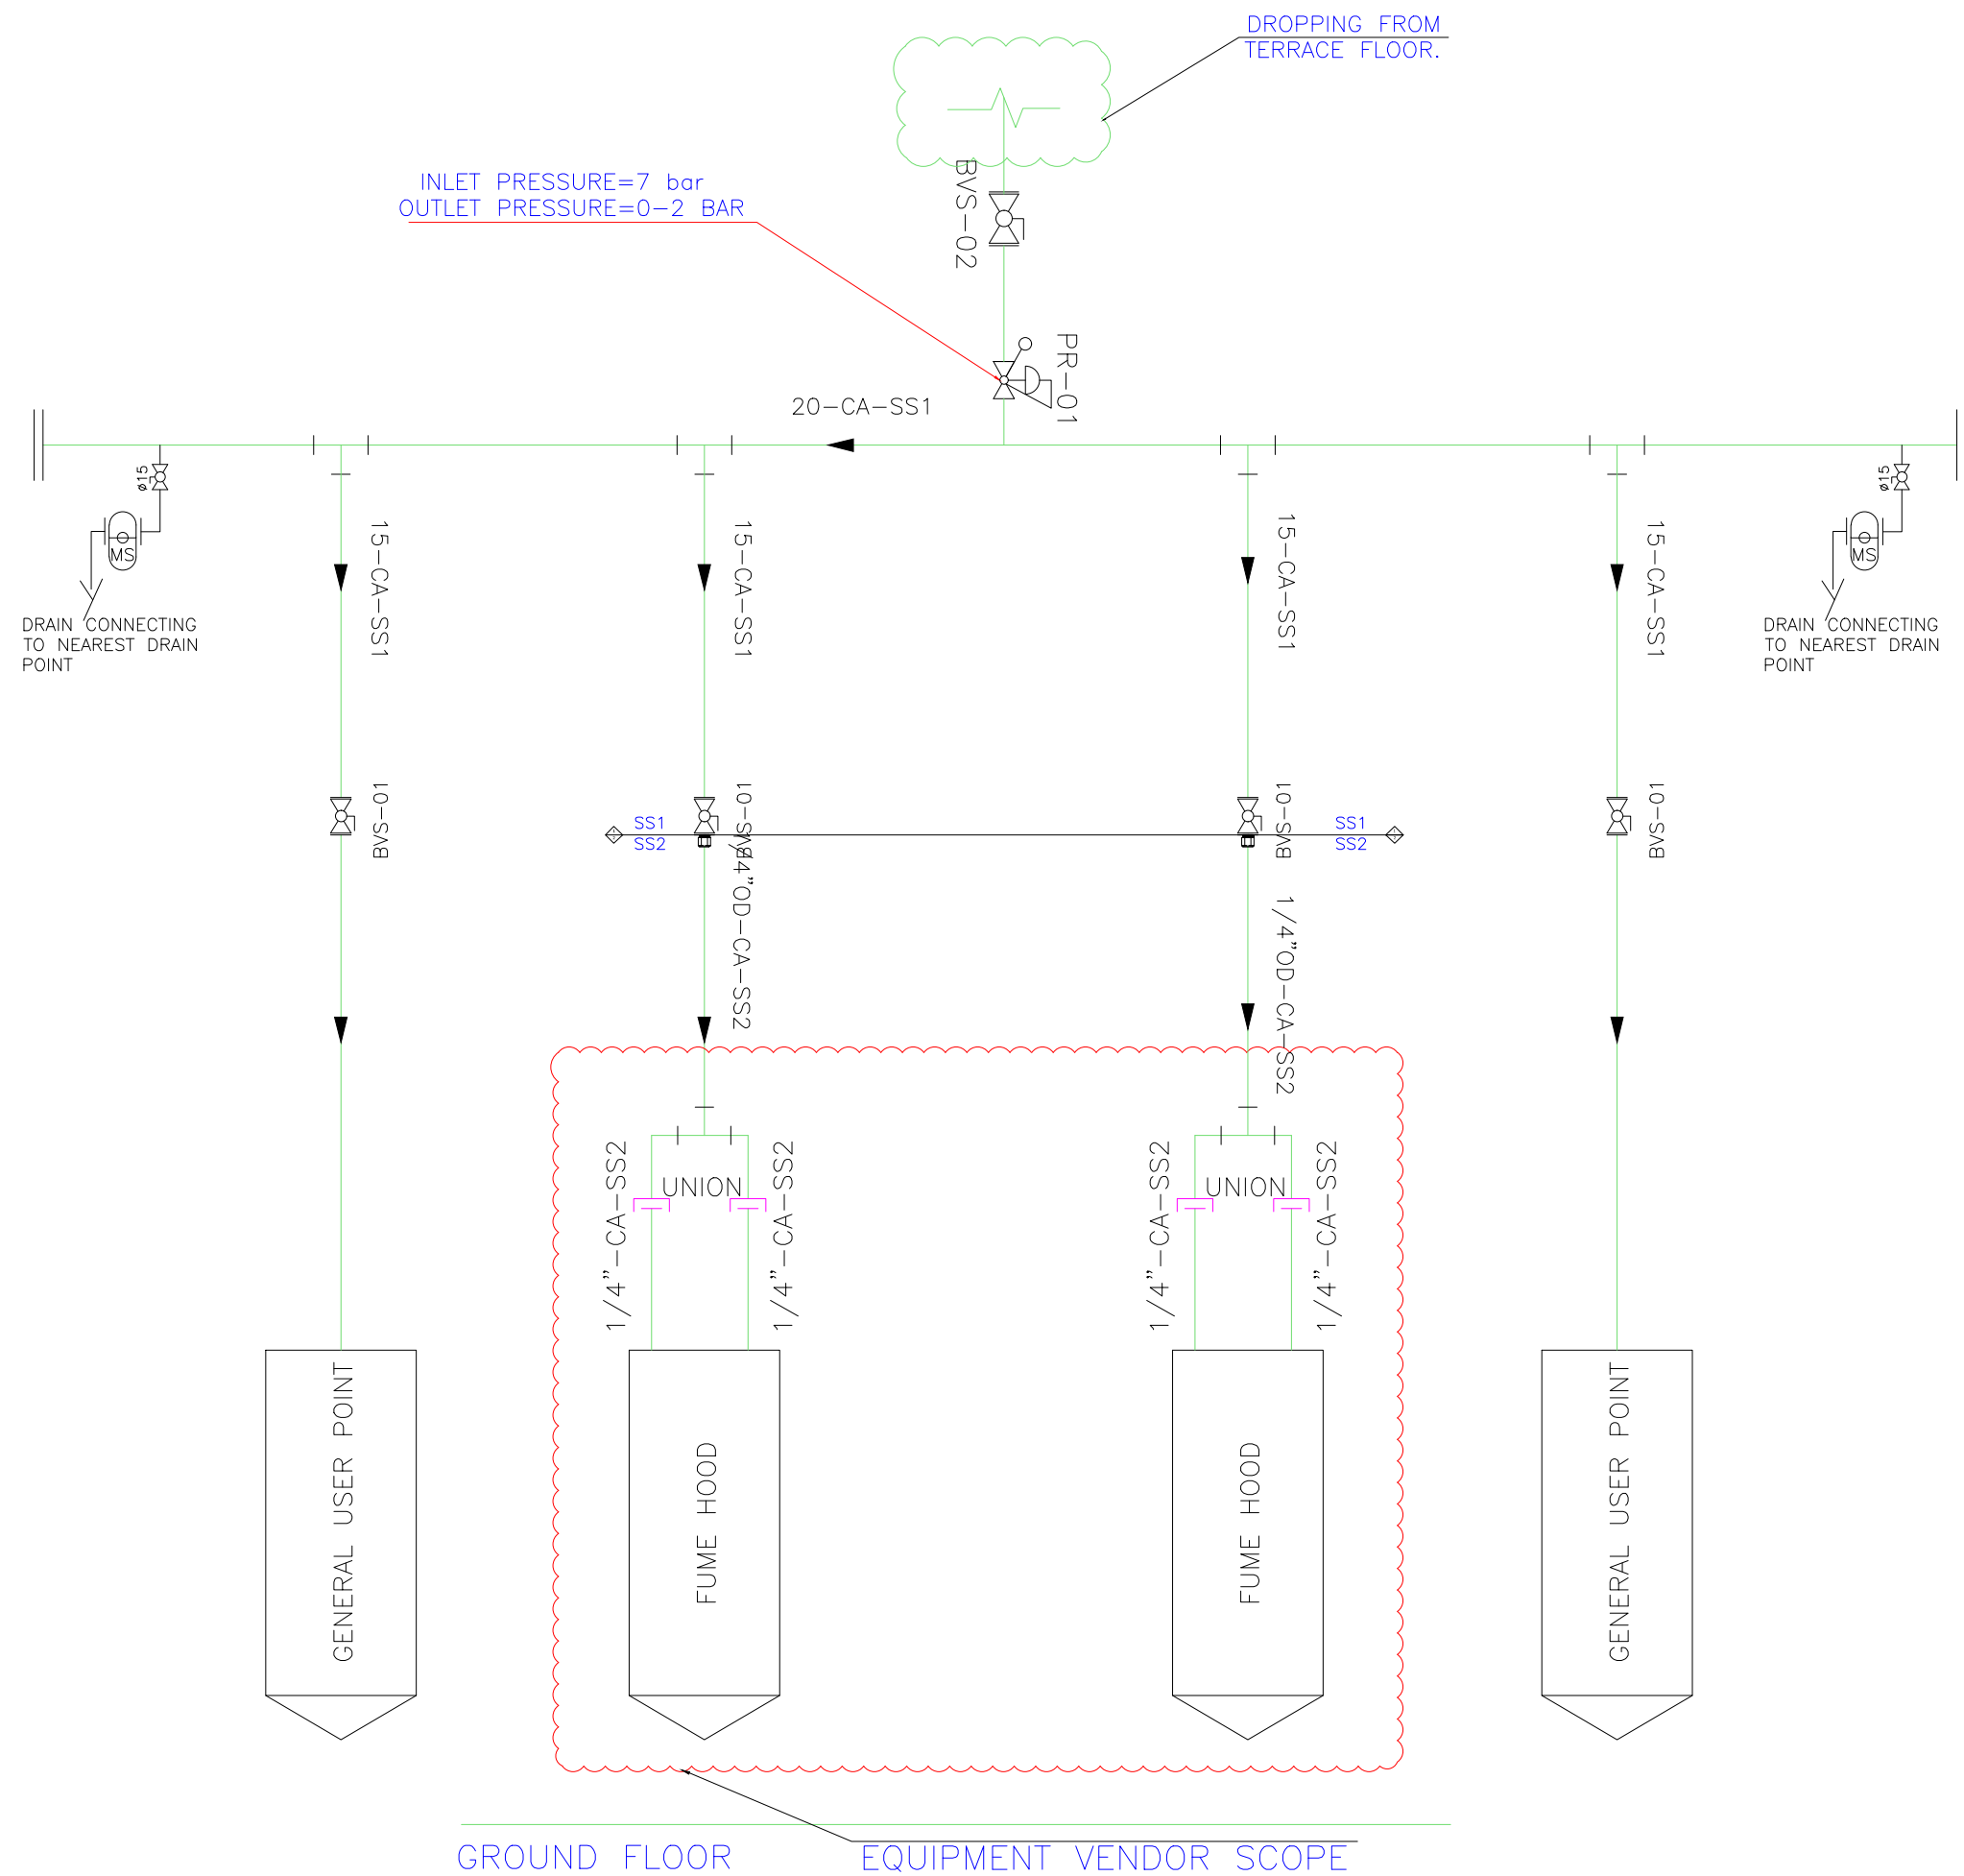 DROPPING FROM
TERRACE FLOOR.
INLET PRESSURE=7 bar
OUTLET PRESSURE=0-2 BAR
BVS-02
PR-01
20-CA-SS1
ø15
ø15
MS
MS
DRAIN CONNECTING
TO NEAREST DRAIN
POINT
DRAIN CONNECTING
TO NEAREST DRAIN
POINT
15-CA-SS1
15-CA-SS1
15-CA-SS1
15-CA-SS1
BVS-01
BVS-01
BVS-01
BVS-01
SS1
SS2
SS1
SS2
1/4"OD-CA-SS2
1/4"OD-CA-SS2
1/4"-CA-SS2
UNION
1/4"-CA-SS2
1/4"-CA-SS2
UNION
1/4"-CA-SS2
GENERAL USER POINT
FUME HOOD
FUME HOOD
GENERAL USER POINT
GROUND FLOOR
EQUIPMENT VENDOR SCOPE